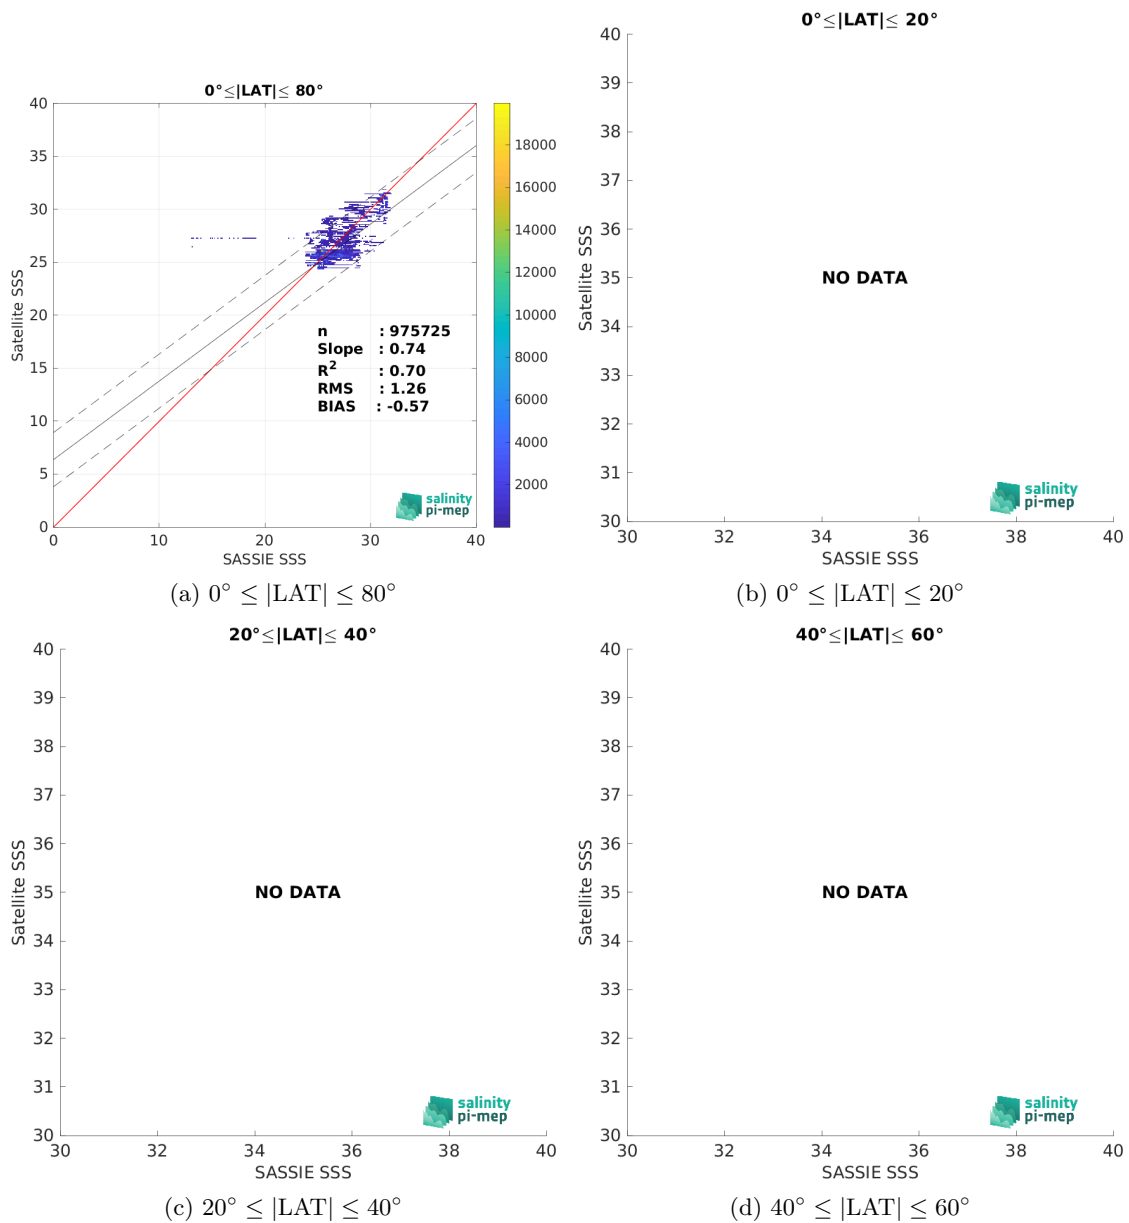 0°≤|LAT|≤ 80°
40
35
30
25
20
15
10
5
0
0
10
20
30
40
Satellite SSS
SASSIE SSS
n : 975725
Slope : 0.74
R² : 0.70
RMS : 1.26
BIAS : -0.57
18000
16000
14000
12000
10000
8000
6000
4000
2000
salinity
pi-mep
(a) 0° ≤ |LAT| ≤ 80°
0°≤|LAT|≤ 20°
40
39
38
37
36
35
34
33
32
31
30
30
32
34
36
38
40
Satellite SSS
SASSIE SSS
NO DATA
salinity
pi-mep
(b) 0° ≤ |LAT| ≤ 20°
20°≤|LAT|≤ 40°
40
39
38
37
36
35
34
33
32
31
30
30
32
34
36
38
40
Satellite SSS
SASSIE SSS
NO DATA
salinity
pi-mep
(c) 20° ≤ |LAT| ≤ 40°
40°≤|LAT|≤ 60°
40
39
38
37
36
35
34
33
32
31
30
30
32
34
36
38
40
Satellite SSS
SASSIE SSS
NO DATA
salinity
pi-mep
(d) 40° ≤ |LAT| ≤ 60°